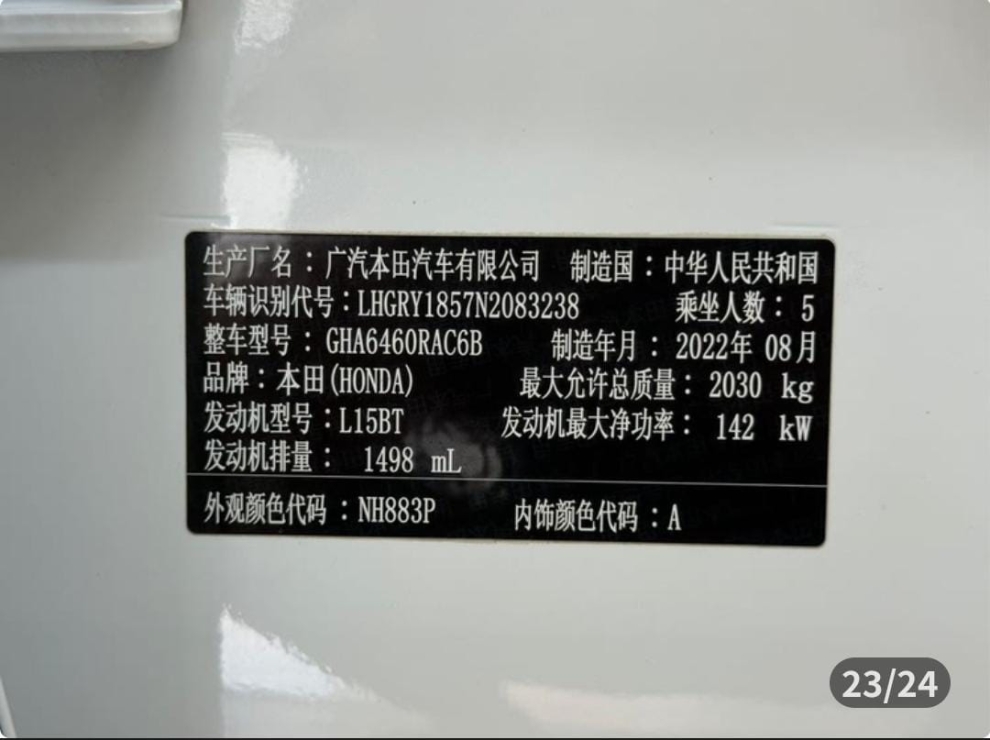 生产厂名：广汽本田汽车有限公司 制造国：中华人民共和国
车辆识别代号：LHGRY1857N2083238 乘坐人数：5
整车型号：GHA6460RAC6B 制造年月：2022年 08月
品牌：本田(HONDA) 最大允许总质量：2030 kg
发动机型号：L15BT 发动机最大净功率：142 kW
发动机排量：1498 mL
外观颜色代码：NH883P 内饰颜色代码：A
23/24